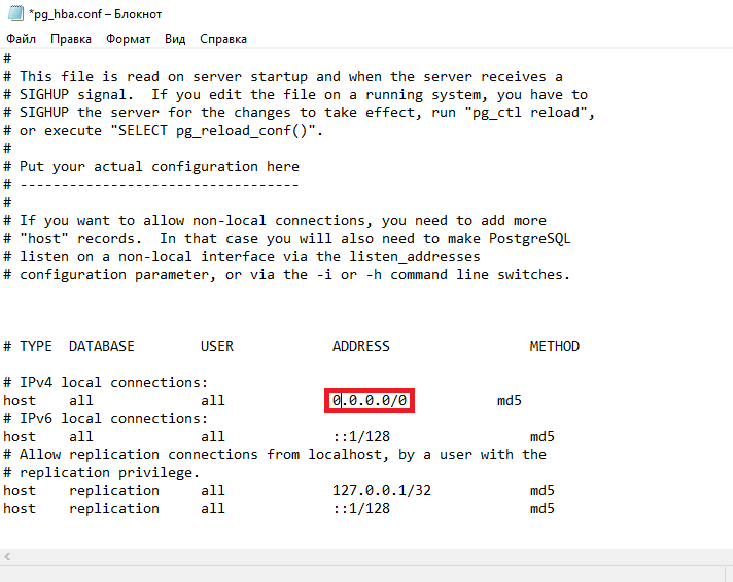 *pg_hba.conf – Блокнот
Файл Правка Формат Вид Справка
#
# This file is read on server startup and when the server receives a
# SIGHUP signal.  If you edit the file on a running system, you have to
# SIGHUP the server for the changes to take effect, run "pg_ctl reload",
# or execute "SELECT pg_reload_conf()".
#
# Put your actual configuration here
# ----------------------------------
#
# If you want to allow non-local connections, you need to add more
# "host" records.  In that case you will also need to make PostgreSQL
# listen on a non-local interface via the listen_addresses
# configuration parameter, or via the -i or -h command line switches.
# TYPE  DATABASE        USER            ADDRESS                 METHOD
# IPv4 local connections:
host    all             all             0.0.0.0/0           md5
# IPv6 local connections:
host    all             all             ::1/128                 md5
# Allow replication connections from localhost, by a user with the
# replication privilege.
host    replication     all             127.0.0.1/32            md5
host    replication     all             ::1/128                 md5